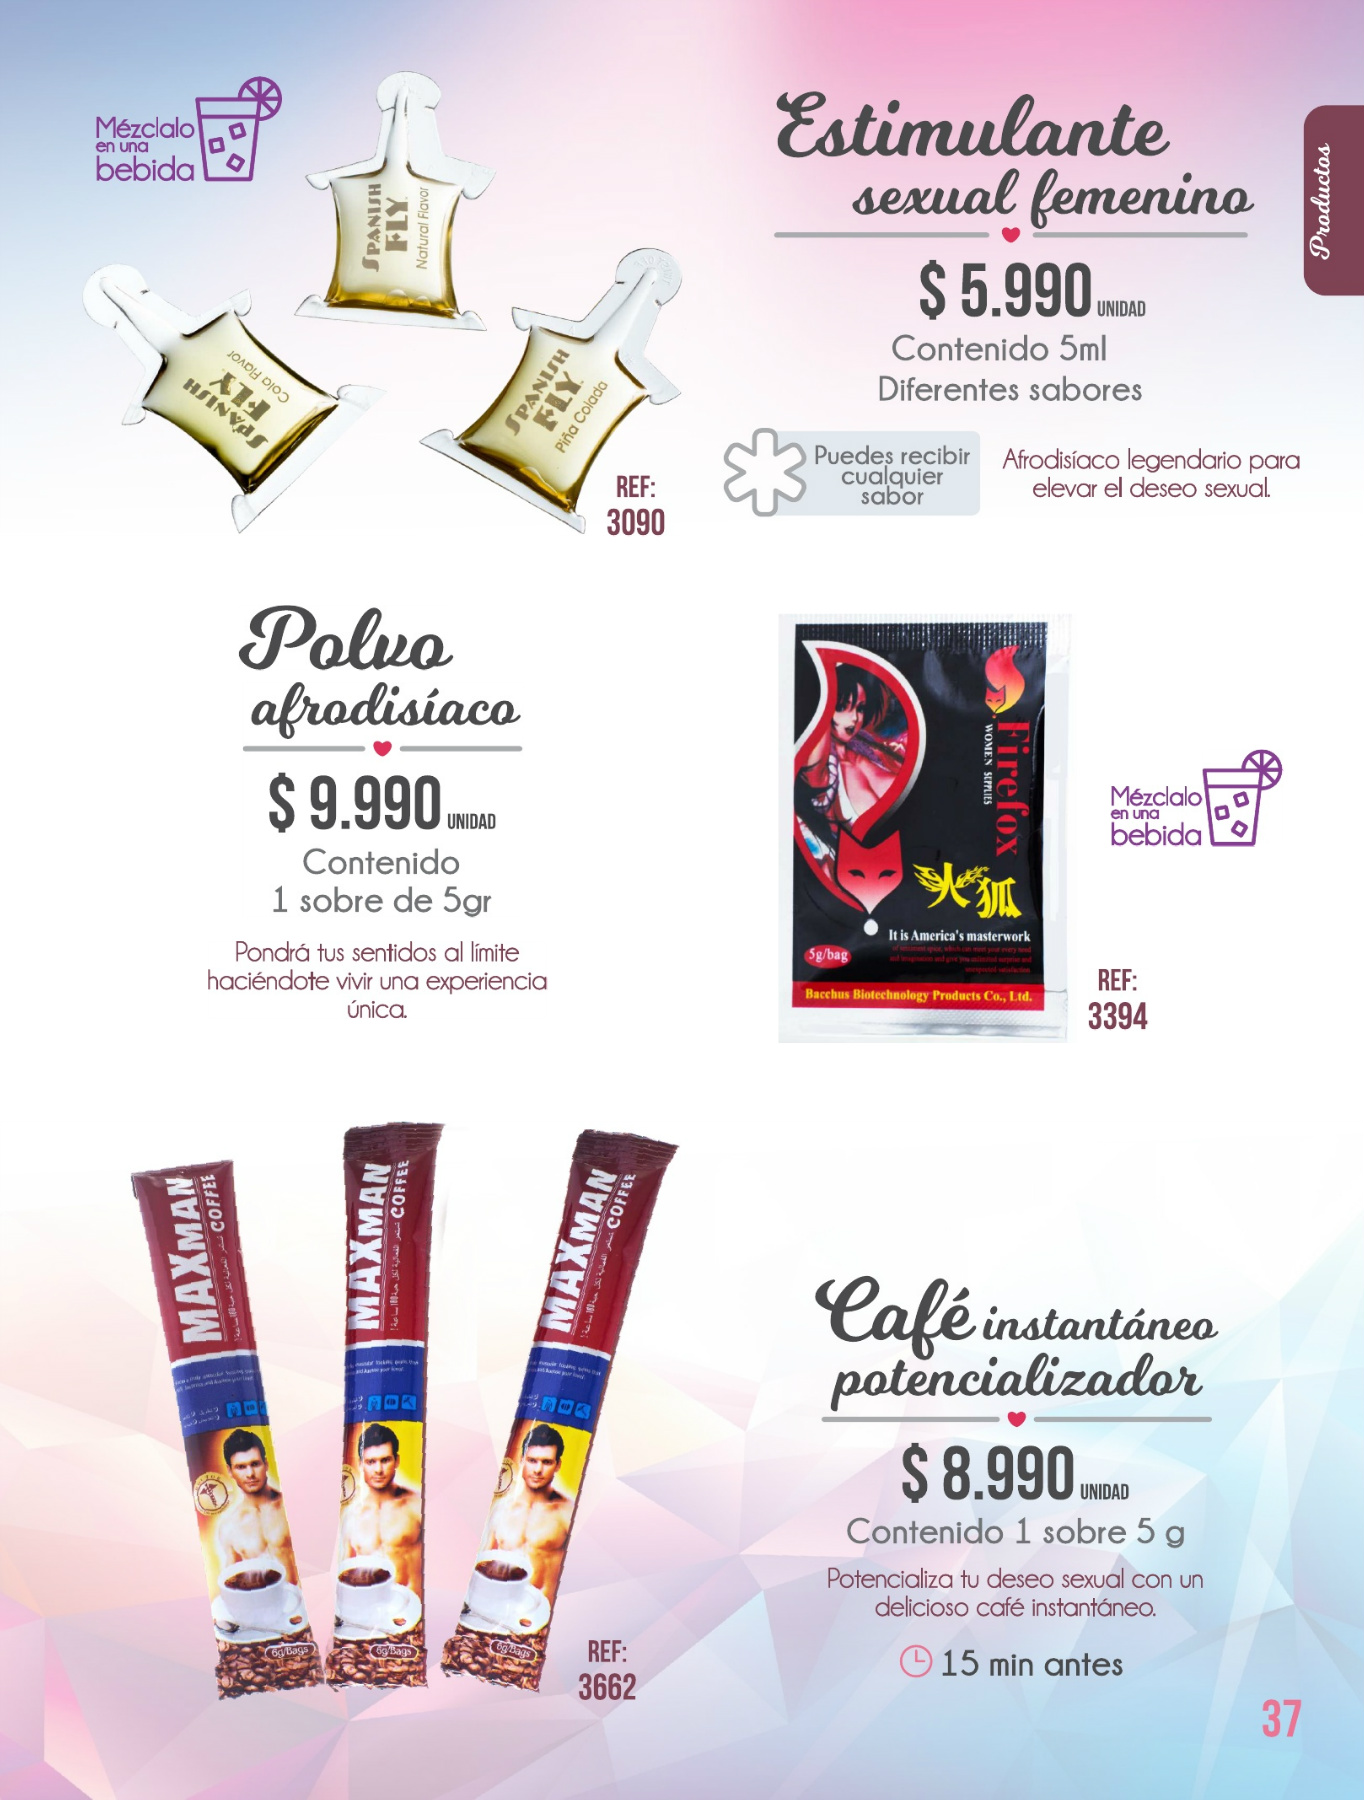 Mézclalo
en una
bebida
SPANISH
FLY
Natural Flavor
SPANISH
FLY
Cola Flavor
SPANISH
FLY
Piña Colada
REF:
3090
Estimulante
sexual femenino
$ 5.990 UNIDAD
Contenido 5ml
Diferentes sabores
Puedes recibir
cualquier
sabor
Afrodisíaco legendario para
elevar el deseo sexual.
Productos
Polvo
afrodisíaco
$ 9.990 UNIDAD
Contenido
1 sobre de 5gr
Pondrá tus sentidos al límite
haciéndote vivir una experiencia
única.
Firefox
WOMEN SUPPLIES
火狐
It is America's masterwork
5g/bag
Bacchus Biotechnology Products Co., Ltd.
Mézclalo
en una
bebida
REF:
3394
MAXMAN
COFFEE
6g/Bags
MAXMAN
COFFEE
6g/Bags
MAXMAN
COFFEE
6g/Bags
REF:
3662
Café instantáneo
potencializador
$ 8.990 UNIDAD
Contenido 1 sobre 5 g
Potencializa tu deseo sexual con un
delicioso café instantáneo.
15 min antes
37